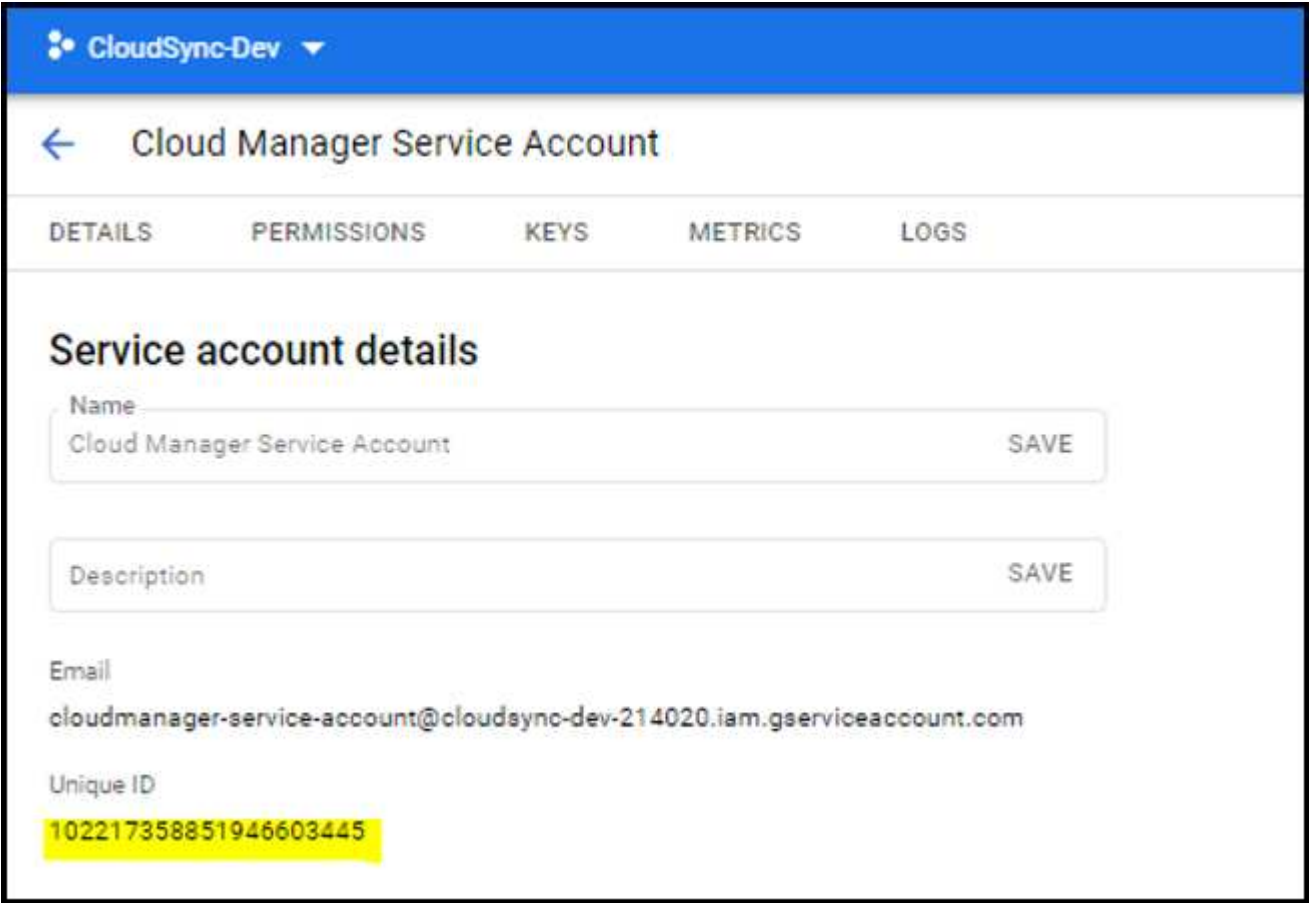 CloudSync-Dev
Cloud Manager Service Account
DETAILS PERMISSIONS KEYS METRICS LOGS
Service account details
Name
Cloud Manager Service Account SAVE
Description SAVE
Email
cloudmanager-service-account@cloudsync-dev-214020.iam.gserviceaccount.com
Unique ID
102217358851946603445